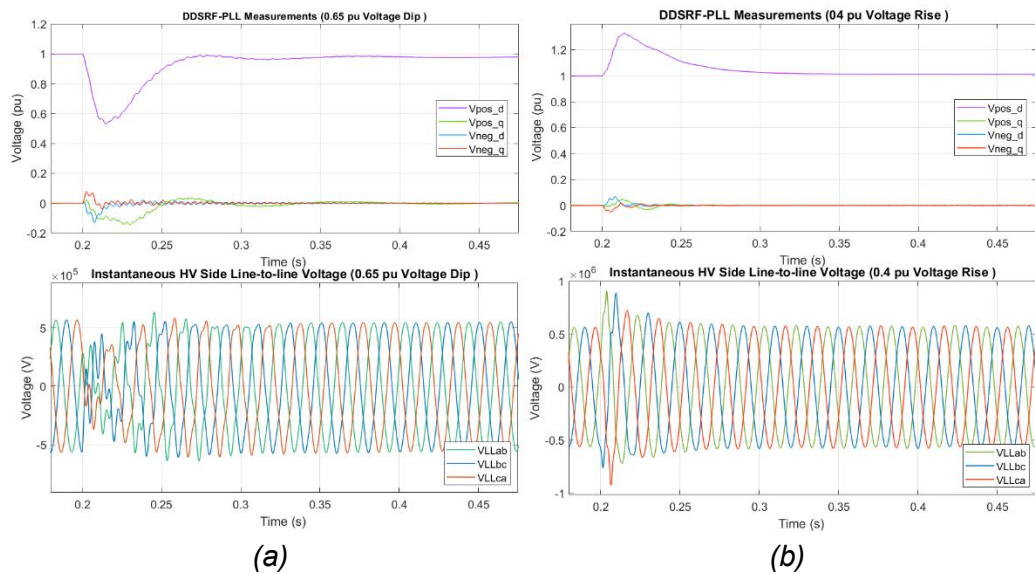 DDSRF-PLL Measurements (0.65 pu Voltage Dip )
1.2
1
0.8
0.6
0.4
0.2
0
-0.2
Voltage (pu)
Vpos_d
Vpos_q
Vneg_d
Vneg_q
0.2 0.25 0.3 0.35 0.4 0.45
Time (s)
DDSRF-PLL Measurements (04 pu Voltage Rise )
1.2
1
0.8
0.6
0.4
0.2
0
-0.2
Voltage (pu)
Vpos_d
Vpos_q
Vneg_d
Vneg_q
0.2 0.25 0.3 0.35 0.4 0.45
Time (s)
×10⁵
Instantaneous HV Side Line-to-line Voltage (0.65 pu Voltage Dip )
5
0
-5
Voltage (V)
VLLab
VLLbc
VLLca
0.2 0.25 0.3 0.35 0.4 0.45
Time (s)
×10⁶
Instantaneous HV Side Line-to-line Voltage (0.4 pu Voltage Rise )
1
0.5
0
-0.5
-1
Voltage (V)
VLLab
VLLbc
VLLca
0.2 0.25 0.3 0.35 0.4 0.45
Time (s)
(a)
(b)